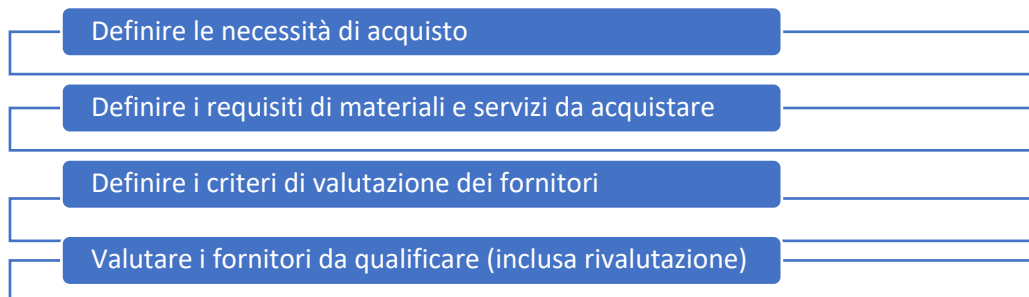 Definire le necessità di acquisto
Definire i requisiti di materiali e servizi da acquistare
Definire i criteri di valutazione dei fornitori
Valutare i fornitori da qualificare (inclusa rivalutazione)